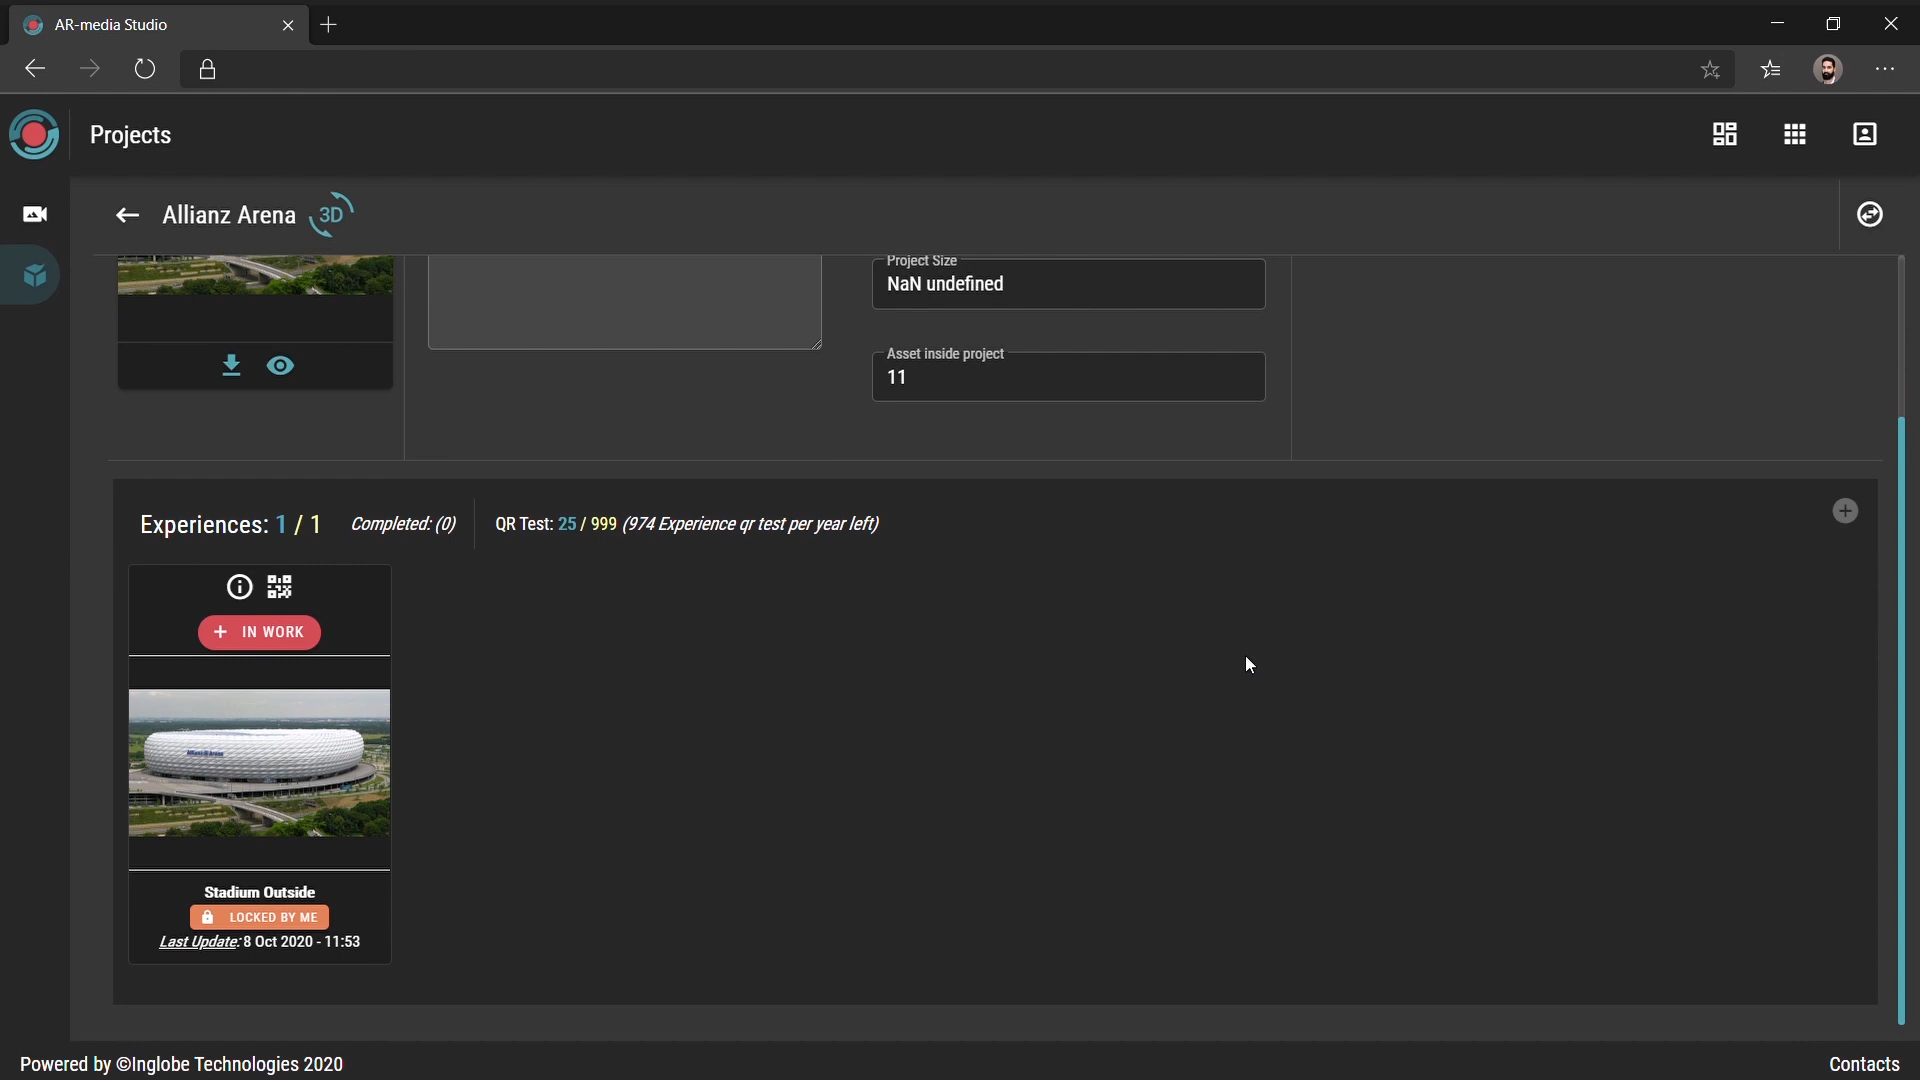 AR-media Studio
Projects
Allianz Arena 3D
Project Size
NaN undefined
Asset inside project
11
Experiences: 1 / 1 Completed: (0) QR Test: 25 / 999 (974 Experience qr test per year left)
+ IN WORK
Allianz Arena
Stadium Outside
LOCKED BY ME
Last Update: 8 Oct 2020 - 11:53
Powered by ©Inglobe Technologies 2020
Contacts